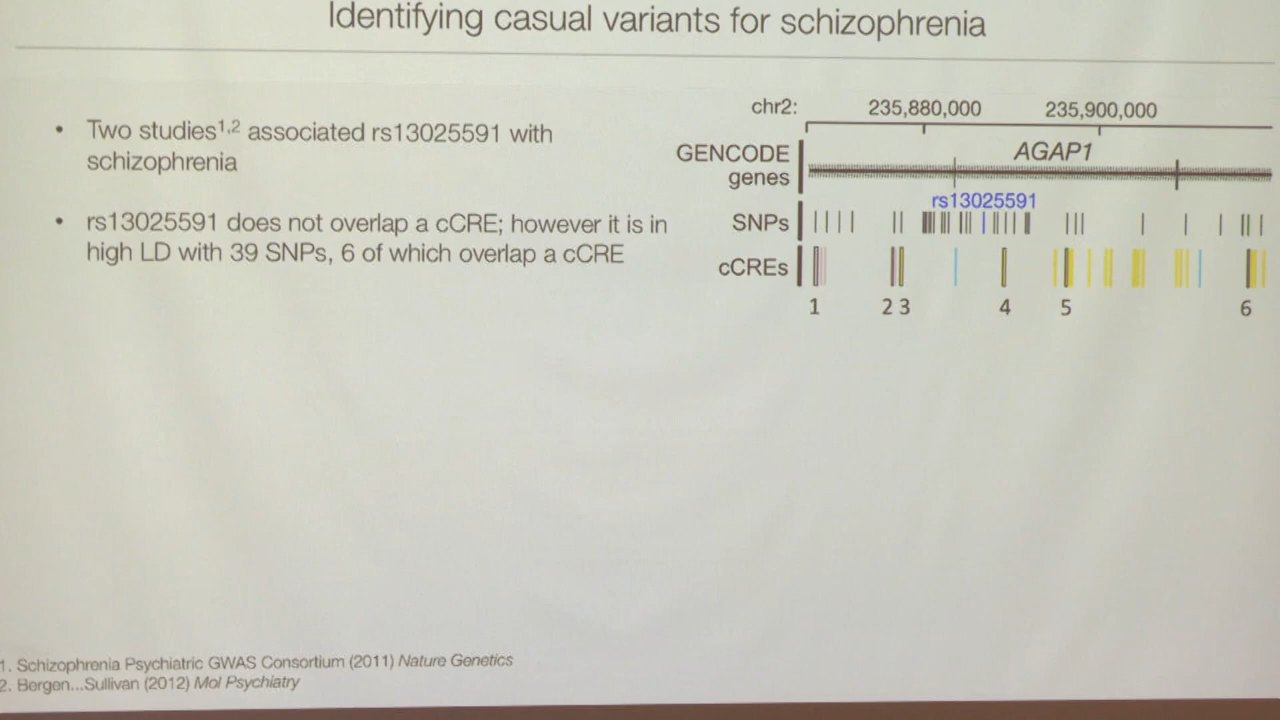 Identifying casual variants for schizophrenia
• Two studies1,2 associated rs13025591 with
schizophrenia
• rs13025591 does not overlap a cCRE; however it is in
high LD with 39 SNPs, 6 of which overlap a cCRE
chr2: 235,880,000 235,900,000
GENCODE
genes
AGAP1
rs13025591
SNPs
cCREs
1 2 3 4 5 6
1. Schizophrenia Psychiatric GWAS Consortium (2011) Nature Genetics
2. Bergen...Sullivan (2012) Mol Psychiatry